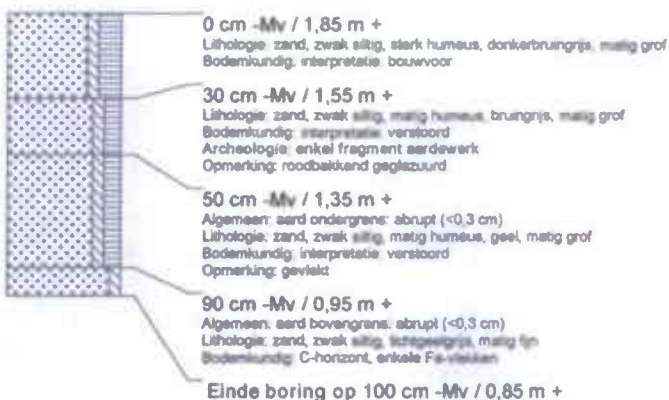 0 cm -Mv / 1,85 m +
Lithologie: zand, zwak siltig, sterk humeus, donkerbruingrijs, matig grof
Bodemkundig: interpretatie: bouwvoor
30 cm -Mv / 1,55 m +
Lithologie: zand, zwak siltig, matig humeus, bruingrijs, matig grof
Bodemkundig: interpretatie: verstoord
Archeologie: enkel fragment aardewerk
Opmerking: roodbakkend geglazuurd
50 cm -Mv / 1,35 m +
Algemeen: aard ondergrens: abrupt (<0,3 cm)
Lithologie: zand, zwak siltig, matig humeus, geel, matig grof
Bodemkundig: interpretatie: verstoord
Opmerking: gevlekt
90 cm -Mv / 0,95 m +
Algemeen: aard bovengrens: abrupt (<0,3 cm)
Lithologie: zand, zwak siltig, lichtgeelgrijs, matig fijn
Bodemkundig: C-horizont, enkele Fe-vlekken
Einde boring op 100 cm -Mv / 0,85 m +